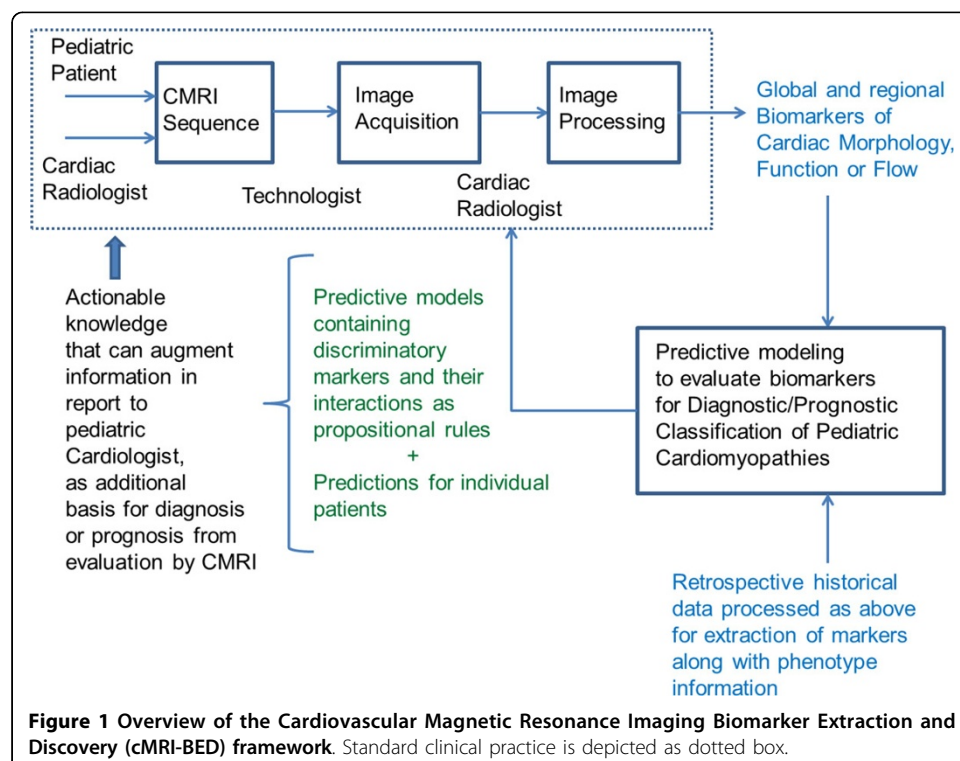 Pediatric
Patient
Cardiac
Radiologist
CMRI
Sequence
Technologist
Image
Acquisition
Cardiac
Radiologist
Image
Processing
Global and regional
Biomarkers of
Cardiac Morphology,
Function or Flow
Actionable
knowledge
that can augment
information in
report to
pediatric
Cardiologist,
as additional
basis for diagnosis
or prognosis from
evaluation by CMRI
Predictive models
containing
discriminatory
markers and their
interactions as
propositional rules
+
Predictions for individual
patients
Predictive modeling
to evaluate biomarkers
for Diagnostic/Prognostic
Classification of Pediatric
Cardiomyopathies
Retrospective historical
data processed as above
for extraction of markers
along with phenotype
information
Figure 1 Overview of the Cardiovascular Magnetic Resonance Imaging Biomarker Extraction and
Discovery (cMRI-BED) framework. Standard clinical practice is depicted as dotted box.